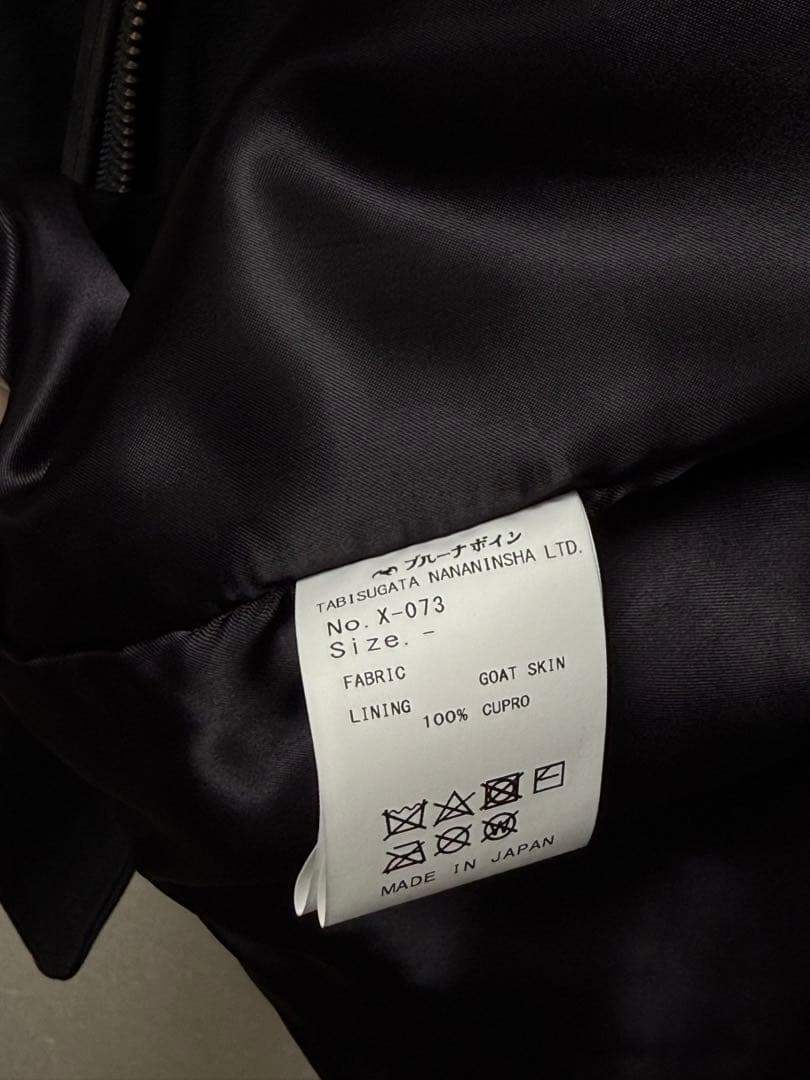 ブルーナボイン
TABISUGATA NANANINSHA LTD.
No. X-073
Size. -
FABRIC GOAT SKIN
LINING 100% CUPRO
MADE IN JAPAN